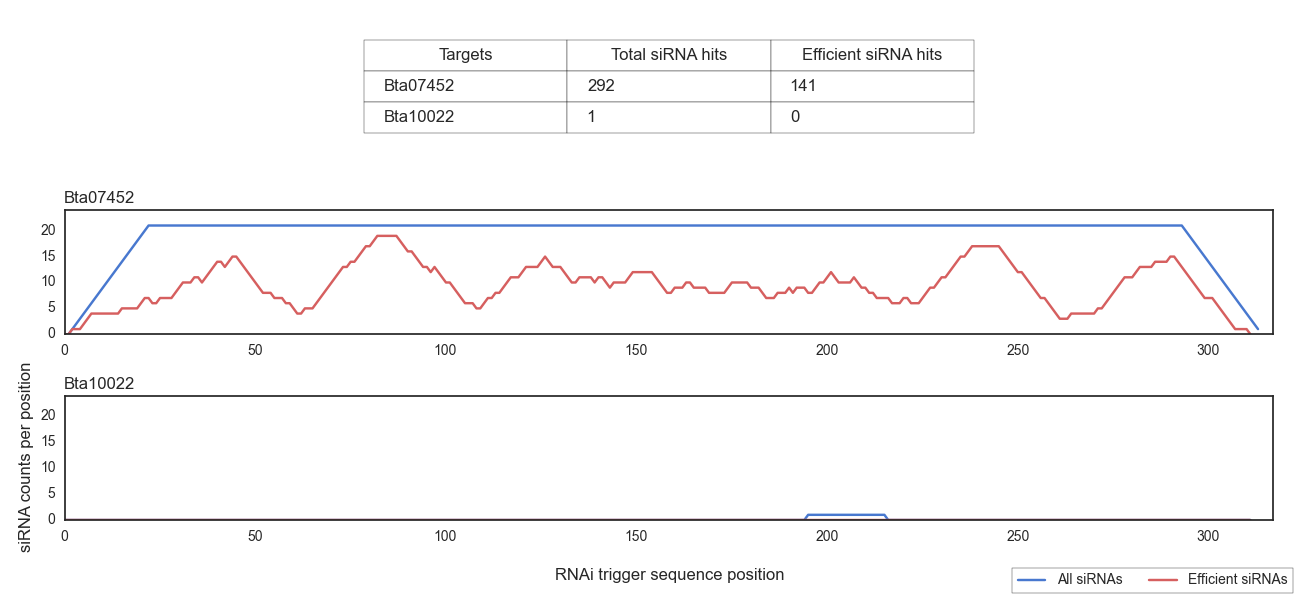 Targets Total siRNA hits Efficient siRNA hits
Bta07452 292 141
Bta10022 1 0
Bta07452
20
15
10
5
0
0 50 100 150 200 250 300
Bta10022
20
15
10
5
0
0 50 100 150 200 250 300
siRNA counts per position
RNAi trigger sequence position
All siRNAs Efficient siRNAs